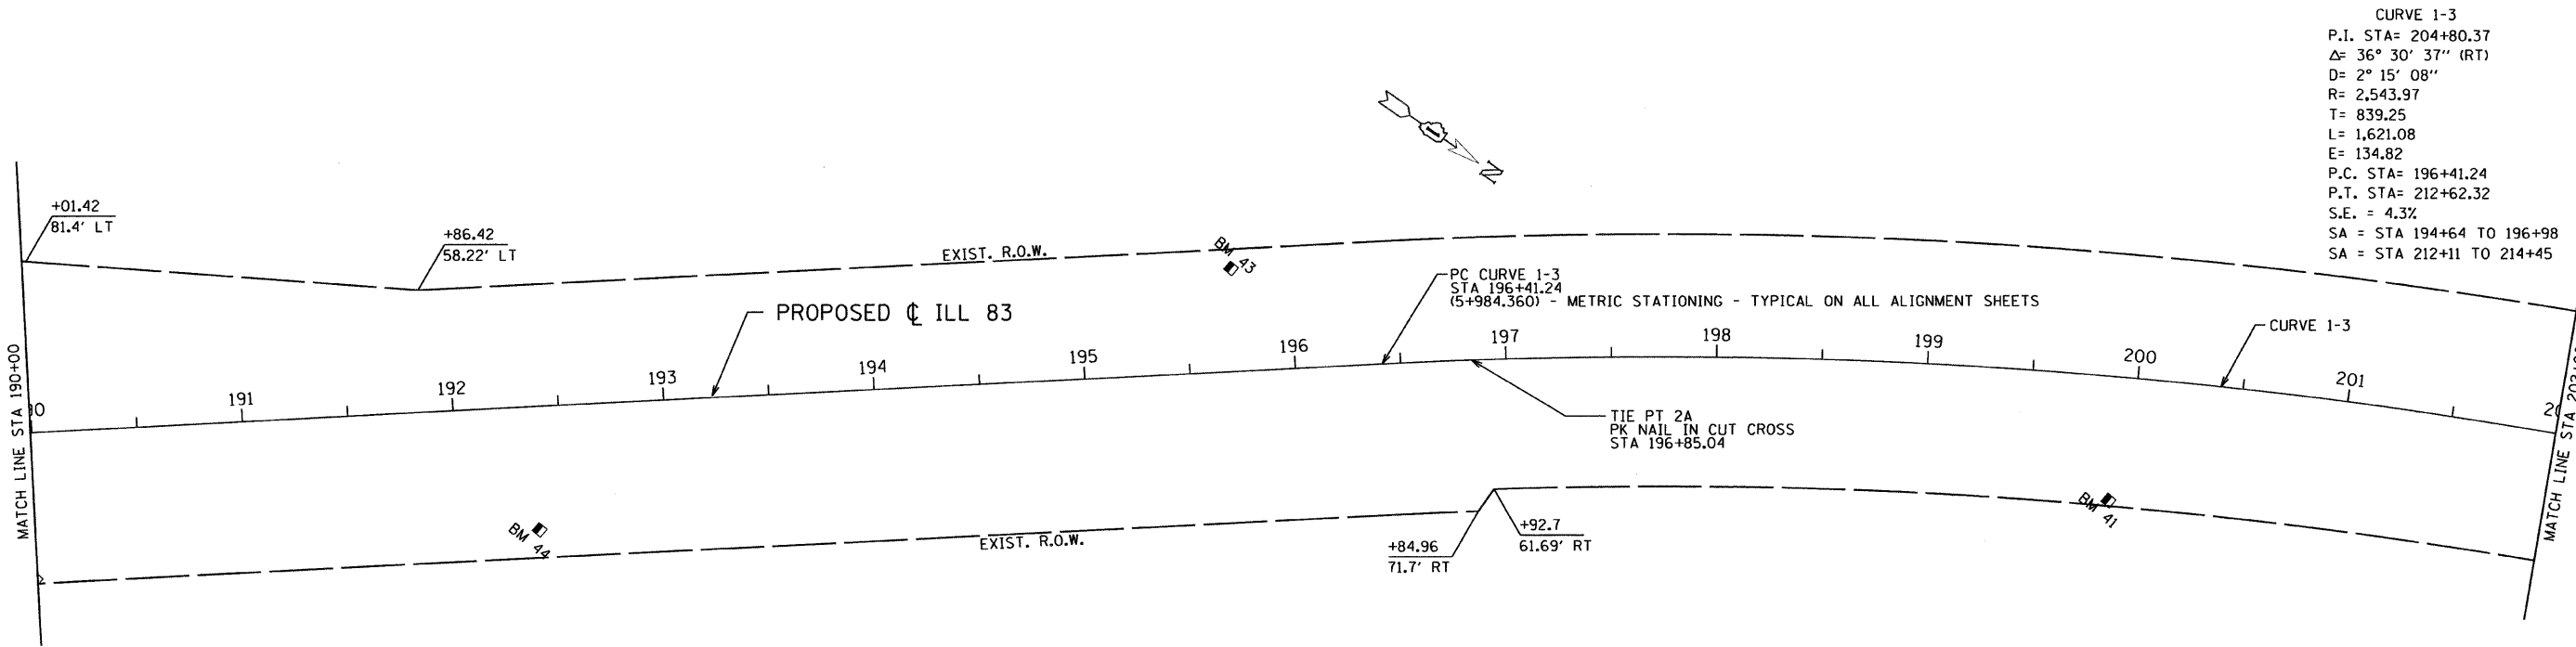 CURVE 1-3
P.I. STA= 204+80.37
Δ= 36° 30' 37'' (RT)
D= 2° 15' 08''
R= 2,543.97
T= 839.25
L= 1,621.08
E= 134.82
P.C. STA= 196+41.24
P.T. STA= 212+62.32
S.E. = 4.3%
SA = STA 194+64 TO 196+98
SA = STA 212+11 TO 214+45
N
+01.42
81.4' LT
+86.42
58.22' LT
EXIST. R.O.W.
BM 43
PC CURVE 1-3
STA 196+41.24
(5+984.360) - METRIC STATIONING - TYPICAL ON ALL ALIGNMENT SHEETS
PROPOSED ℄ ILL 83
CURVE 1-3
MATCH LINE STA 190+00
191
192
193
194
195
196
197
198
199
200
201
TIE PT 2A
PK NAIL IN CUT CROSS
STA 196+85.04
BM 44
EXIST. R.O.W.
+84.96
71.7' RT
+92.7
61.69' RT
BM 41
MATCH LINE STA